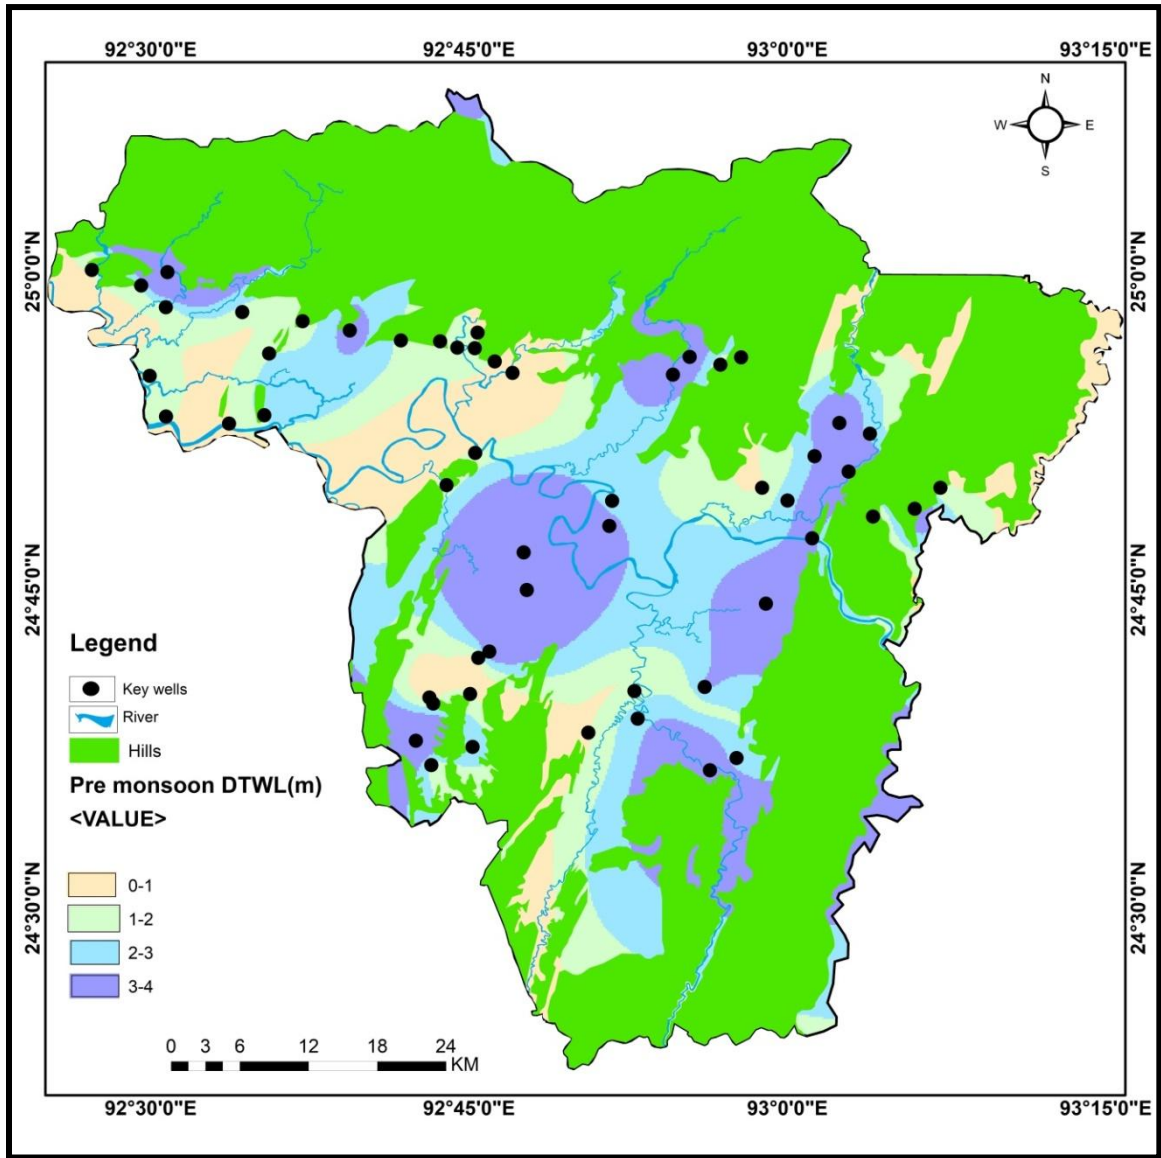 92°30'0"E 92°45'0"E 93°0'0"E 93°15'0"E
N
W E
S
25°0'0"N 25°0'0"N
24°45'0"N 24°45'0"N
24°30'0"N 24°30'0"N
Legend
Key wells
River
Hills
Pre monsoon DTWL(m)
<VALUE>
0-1
1-2
2-3
3-4
0 3 6 12 18 24
KM
92°30'0"E 92°45'0"E 93°0'0"E 93°15'0"E